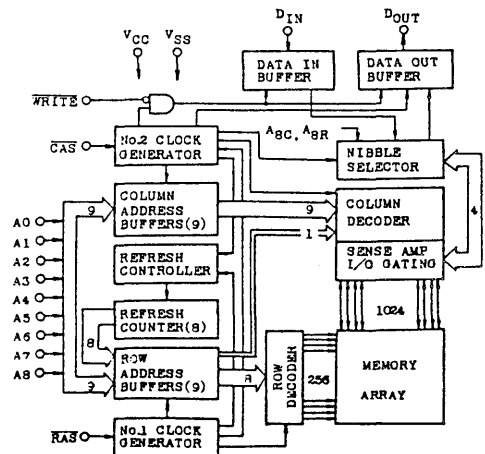 DIN
DOUT
VCC
VSS
DATA IN
BUFFER
DATA OUT
BUFFER
WRITE
A8C, A8R
CAS
No.2 CLOCK
GENERATOR
NIBBLE
SELECTOR
9
COLUMN
ADDRESS
BUFFERS(9)
9
COLUMN
DECODER
4
A0
A1
A2
A3
A4
A5
A6
A7
A8
1
REFRESH
CONTROLLER
SENSE AMP
I/O GATING
REFRESH
COUNTER(8)
1024
8
ROW
ADDRESS
BUFFERS(9)
9
8
ROW
DECODER
256
MEMORY
ARRAY
RAS
No.1 CLOCK
GENERATOR